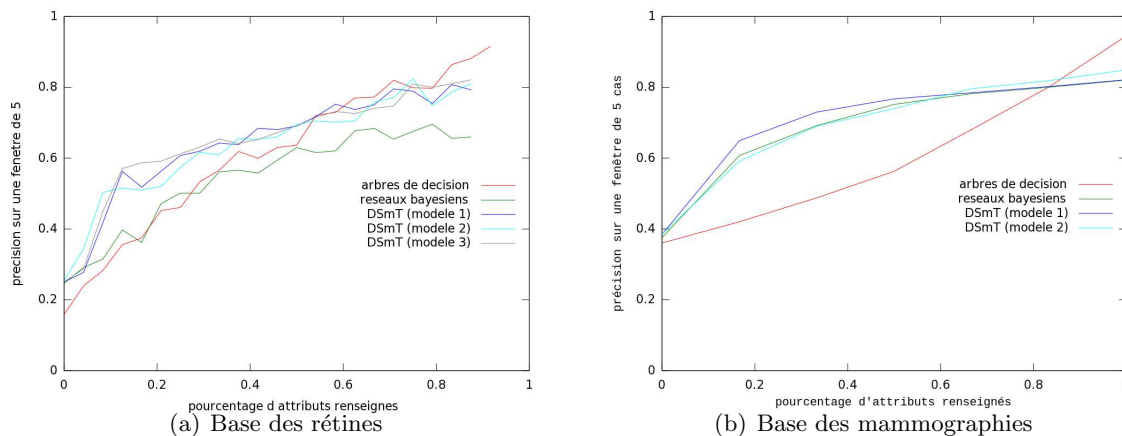 1
0.8
0.6
0.4
0.2
0
precision sur une fenetre de 5
arbres de decision
reseaux bayesiens
DSmT (modele 1)
DSmT (modele 2)
DSmT (modele 3)
0 0.2 0.4 0.6 0.8 1
pourcentage d attributs renseignes
(a) Base des rétines
1
0.8
0.6
0.4
0.2
0
précision sur une fenêtre de 5 cas
arbres de decision
reseaux bayesiens
DSmT (modele 1)
DSmT (modele 2)
0 0.2 0.4 0.6 0.8 1
pourcentage d'attributs renseignés
(b) Base des mammographies